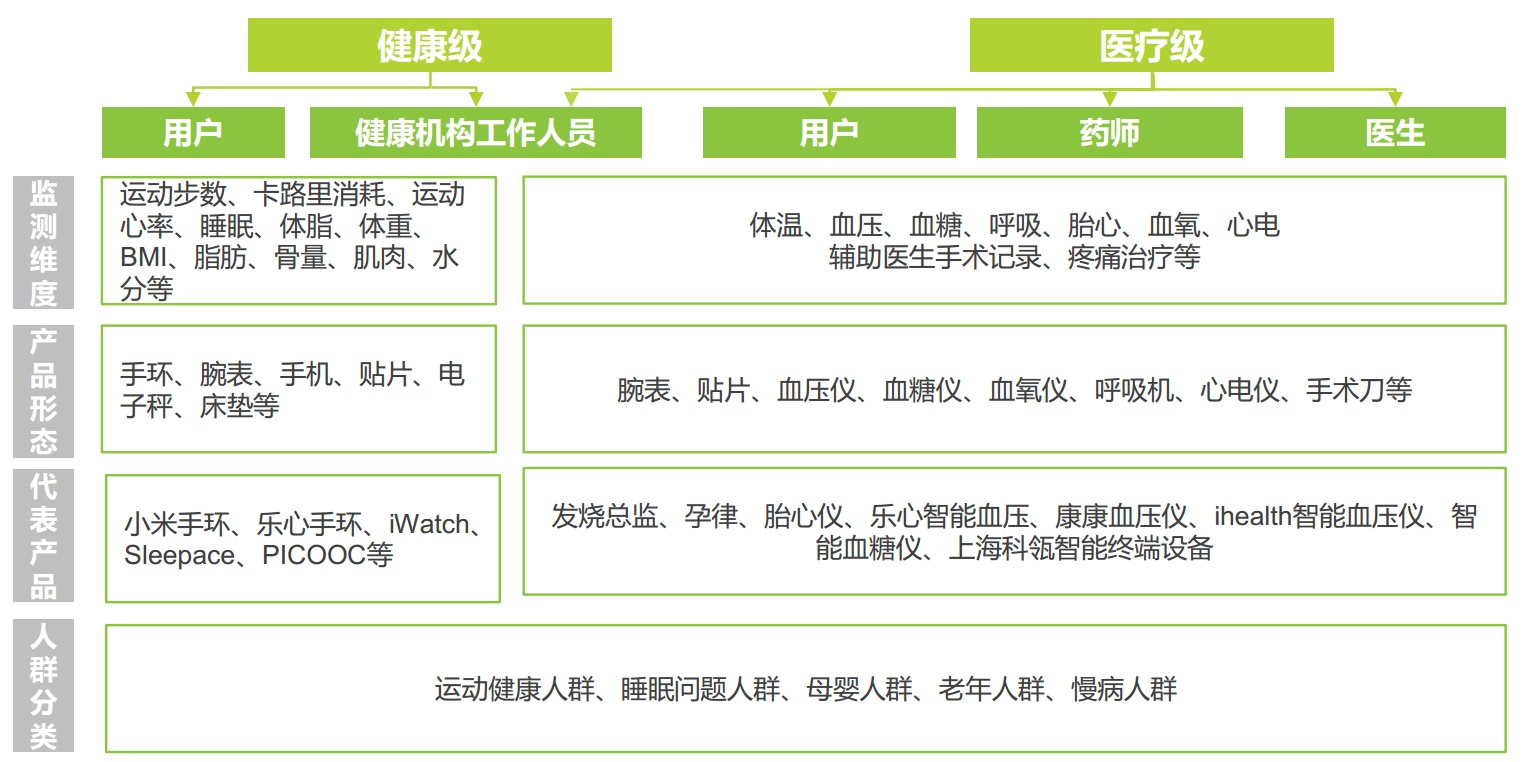 健康级
医疗级
用户
健康机构工作人员
用户
药师
医生
监测维度
运动步数、卡路里消耗、运动
心率、睡眠、体脂、体重、
BMI、脂肪、骨量、肌肉、水
分等
体温、血压、血糖、呼吸、胎心、血氧、心电
辅助医生手术记录、疼痛治疗等
产品形态
手环、腕表、手机、贴片、电
子秤、床垫等
腕表、贴片、血压仪、血糖仪、血氧仪、呼吸机、心电仪、手术刀等
代表产品
小米手环、乐心手环、iWatch、
Sleepace、PICOOC等
发烧总监、孕律、胎心仪、乐心智能血压、康康血压仪、ihealth智能血压仪、智
能血糖仪、上海科瓴智能终端设备
人群分类
运动健康人群、睡眠问题人群、母婴人群、老年人群、慢病人群